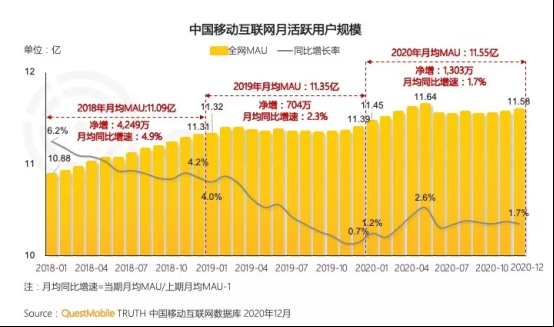 中国移动互联网月活跃用户规模
单位：亿
全网MAU 同比增长率
2020年月均MAU：11.55亿
净增：1,303万
月均同比增速：1.7%
2019年月均MAU：11.35亿
净增：704万
月均同比增速：2.3%
2018年月均MAU:11.09亿
净增：4,249万
月均同比增速：4.9%
12
11
10
6.2%
10.88
11.31
11.32
4.2%
4.0%
11.39
11.45
0.7%
1.2%
11.64
2.6%
11.58
1.7%
2018-01 2018-04 2018-07 2018-10 2019-01 2019-04 2019-07 2019-10 2020-01 2020-04 2020-07 2020-10 2020-12
注：月均同比增速=当期月均MAU/上期月均MAU-1
Source：QuestMobile TRUTH 中国移动互联网数据库 2020年12月